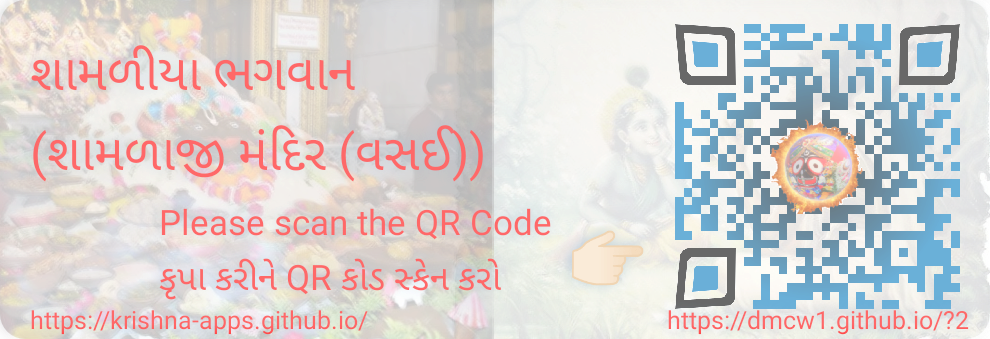 શામળીયા ભગવાન
(શામળાજી મંદિર (વસઈ))
Please scan the QR Code
કૃપા કરીને QR કોડ સ્કેન કરો
https://krishna-apps.github.io/
https://dmcw1.github.io/?2